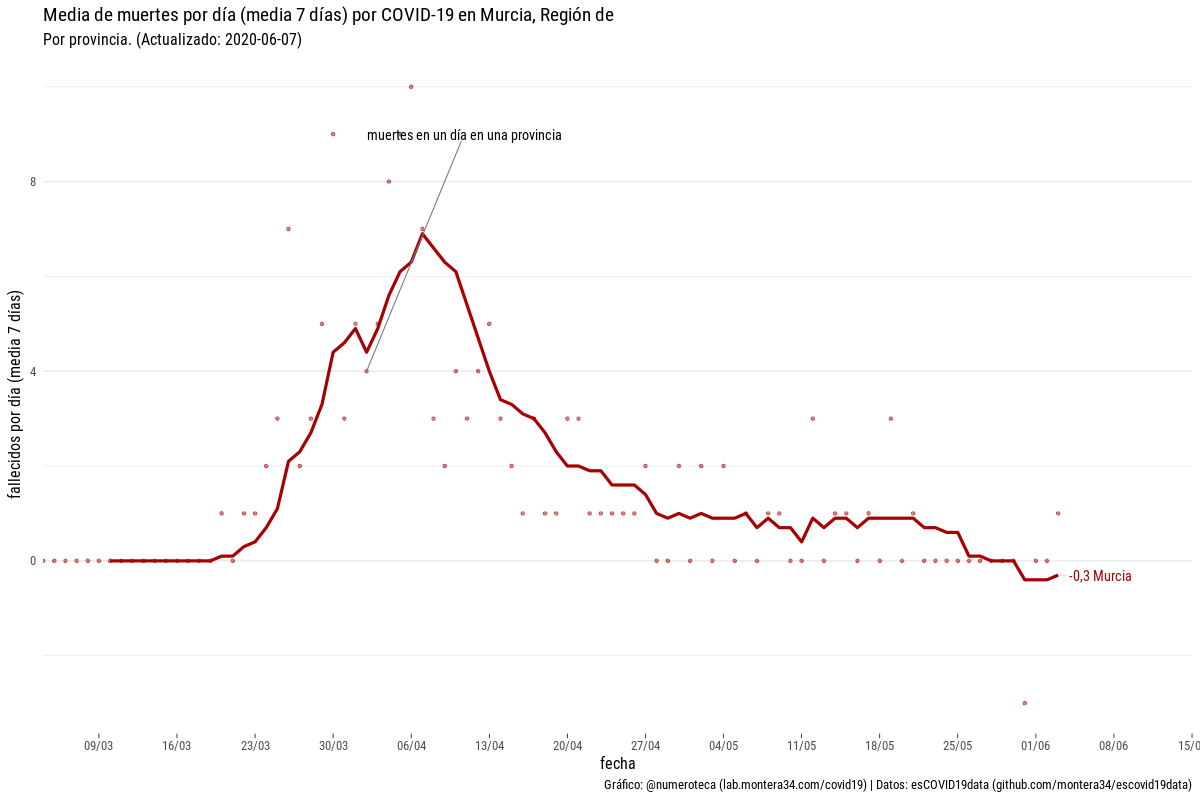 Media de muertes por día (media 7 días) por COVID-19 en Murcia, Región de
Por provincia. (Actualizado: 2020-06-07)
muertes en un día en una provincia
8
4
0
fallecidos por día (media 7 días)
-0,3 Murcia
09/03
16/03
23/03
30/03
06/04
13/04
20/04
27/04
04/05
11/05
18/05
25/05
01/06
08/06
15/0
fecha
Gráfico: @numeroteca (lab.montera34.com/covid19) | Datos: esCOVID19data (github.com/montera34/escovid19data)